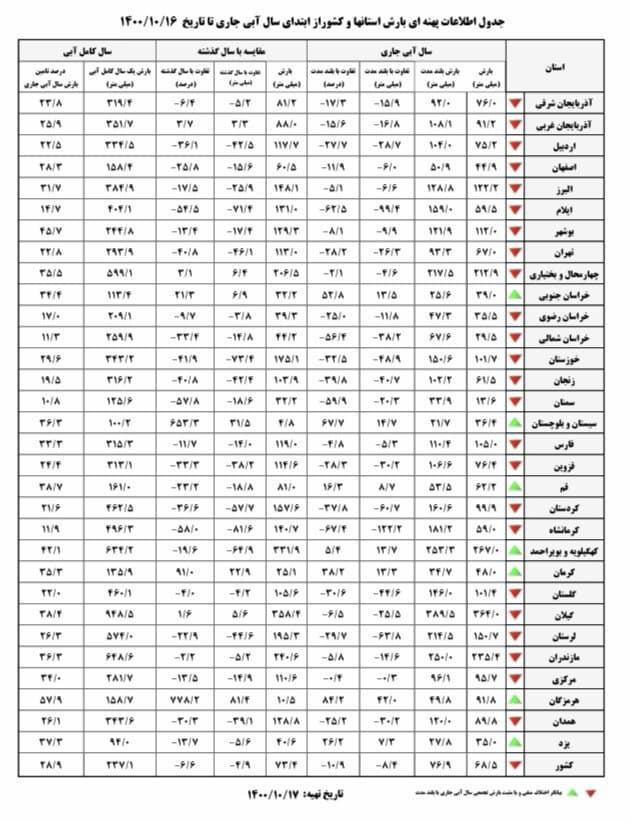 جدول اطلاعات پهنه ای بارش استانها و کشور از ابتدای سال آبی جاری تا تاریخ ۱۴۰۰/۱۰/۱۶
استان سال آبی جاری مقایسه با سال گذشته سال کامل آبی
بارش (میلی متر) بارش بلند مدت (میلی متر) تفاوت با بلند مدت (میلی متر) تفاوت با بلند مدت (درصد) بارش (میلی متر) تفاوت با سال گذشته (میلی متر) تفاوت با سال گذشته (درصد) بارش یک سال کامل آبی (میلی متر) درصد تامین بارش سال آبی جاری
آذربایجان شرقی ۷۶/۰ ۹۲/۰ -۱۵/۹ -۱۷/۳ ۸۱/۲ -۵/۲ -۶/۴ ۳۱۹/۴ ۲۳/۸
آذربایجان غربی ۹۱/۲ ۱۰۸/۱ -۱۶/۸ -۱۵/۶ ۸۸/۰ ۳/۳ ۳/۷ ۳۵۱/۷ ۲۵/۹
اردبیل ۷۵/۲ ۱۰۴/۰ -۲۸/۷ -۲۷/۷ ۱۱۷/۷ -۴۲/۵ -۳۶/۱ ۳۳۴/۵ ۲۲/۵
اصفهان ۴۴/۹ ۵۰/۹ -۶/۰ -۱۱/۹ ۶۰/۵ -۱۵/۶ -۲۵/۸ ۱۵۸/۴ ۲۸/۳
البرز ۱۲۲/۲ ۱۲۸/۸ -۶/۶ -۵/۱ ۱۴۸/۱ -۲۵/۹ -۱۷/۵ ۳۸۴/۹ ۳۱/۷
ایلام ۵۹/۵ ۱۵۹/۰ -۹۹/۴ -۶۲/۵ ۱۳۱/۰ -۷۱/۴ -۵۴/۵ ۴۰۴/۱ ۱۴/۷
بوشهر ۱۱۲/۰ ۱۲۱/۹ -۹/۹ -۸/۱ ۱۲۹/۳ -۱۷/۴ -۱۳/۴ ۲۴۴/۸ ۴۵/۷
تهران ۶۷/۰ ۹۳/۳ -۲۶/۳ -۲۸/۲ ۱۱۳/۰ -۴۶/۱ -۴۰/۸ ۲۹۳/۹ ۲۲/۸
چهارمحال و بختیاری ۲۱۲/۹ ۲۱۷/۵ -۴/۶ -۲/۱ ۲۰۶/۵ ۶/۴ ۳/۱ ۵۹۹/۱ ۳۵/۵
خراسان جنوبی ۳۹/۰ ۲۵/۶ ۱۳/۵ ۵۲/۸ ۳۲/۲ ۶/۹ ۲۱/۳ ۱۱۳/۴ ۳۴/۴
خراسان رضوی ۳۵/۵ ۴۷/۳ -۱۱/۸ -۲۵/۰ ۳۹/۳ -۳/۸ -۹/۷ ۲۰۹/۱ ۱۷/۰
خراسان شمالی ۲۹/۵ ۶۷/۶ -۳۸/۲ -۵۶/۴ ۴۴/۲ -۱۴/۸ -۳۳/۴ ۲۵۹/۹ ۱۱/۳
خوزستان ۱۰۱/۷ ۱۵۰/۶ -۴۸/۹ -۳۲/۵ ۱۷۵/۱ -۷۳/۴ -۴۱/۹ ۳۴۳/۲ ۲۹/۶
زنجان ۶۱/۵ ۱۰۲/۲ -۴۰/۷ -۳۹/۸ ۱۰۳/۹ -۴۲/۴ -۴۰/۸ ۳۱۶/۲ ۱۹/۵
سمنان ۱۳/۶ ۳۳/۹ -۲۰/۳ -۵۹/۹ ۳۲/۲ -۱۸/۶ -۵۷/۸ ۱۲۵/۶ ۱۰/۸
سیستان و بلوچستان ۳۶/۴ ۲۱/۷ ۱۴/۷ ۶۷/۷ ۴/۸ ۳۱/۵ ۶۵۳/۳ ۱۰۰/۲ ۳۶/۳
فارس ۱۰۵/۰ ۱۱۰/۴ -۵/۳ -۴/۸ ۱۱۹/۰ -۱۴/۰ -۱۱/۷ ۳۱۵/۳ ۳۳/۳
قزوین ۷۶/۴ ۱۰۶/۶ -۳۰/۲ -۲۸/۳ ۱۱۴/۶ -۳۸/۲ -۳۳/۳ ۳۱۳/۱ ۲۴/۴
قم ۶۲/۲ ۵۳/۵ ۸/۷ ۱۶/۳ ۸۱/۰ -۱۸/۸ -۲۳/۲ ۱۶۱/۰ ۳۸/۷
کردستان ۹۹/۹ ۱۶۰/۶ -۶۰/۷ -۳۷/۸ ۱۵۷/۶ -۵۷/۷ -۳۶/۶ ۴۶۲/۵ ۲۱/۶
کرمانشاه ۵۹/۰ ۱۸۱/۲ -۱۲۲/۲ -۶۷/۴ ۱۴۰/۷ -۸۱/۶ -۵۸/۰ ۴۹۶/۳ ۱۱/۹
کهگیلویه و بویراحمد ۲۶۷/۰ ۲۵۳/۳ ۱۳/۷ ۵/۴ ۳۳۱/۹ -۶۴/۹ -۱۹/۶ ۶۳۴/۲ ۴۲/۱
کرمان ۴۸/۰ ۳۴/۷ ۱۳/۳ ۳۸/۲ ۲۵/۱ ۲۲/۹ ۹۱/۰ ۱۳۵/۹ ۳۵/۳
گلستان ۱۰۱/۴ ۱۴۶/۰ -۴۴/۶ -۳۰/۶ ۱۰۵/۶ -۴/۲ -۴/۰ ۴۶۰/۱ ۲۲/۰
گیلان ۳۶۴/۰ ۳۸۹/۵ -۲۵/۵ -۶/۵ ۳۵۸/۴ ۵/۶ ۱/۶ ۹۴۸/۵ ۳۸/۴
لرستان ۱۵۰/۷ ۲۱۴/۵ -۶۳/۸ -۲۹/۷ ۱۹۵/۳ -۴۴/۶ -۲۲/۹ ۵۷۴/۰ ۲۶/۳
مازندران ۲۳۵/۴ ۲۵۰/۰ -۱۴/۶ -۵/۸ ۲۴۰/۶ -۵/۲ -۲/۲ ۶۴۸/۶ ۳۶/۳
مرکزی ۹۵/۷ ۹۶/۱ -۰/۳ -۰/۴ ۱۱۰/۶ -۱۴/۹ -۱۳/۵ ۲۸۱/۷ ۳۴/۰
هرمزگان ۹۱/۸ ۴۹/۸ ۴۲/۰ ۸۴/۲ ۱۰/۵ ۸۱/۴ ۷۷۸/۲ ۱۵۸/۷ ۵۷/۹
همدان ۸۹/۸ ۱۲۰/۰ -۳۰/۲ -۲۵/۲ ۱۲۸/۸ -۳۹/۱ -۳۰/۳ ۳۴۳/۶ ۲۶/۱
یزد ۳۵/۰ ۲۷/۸ ۷/۳ ۲۶/۲ ۴۰/۶ -۵/۶ -۱۳/۷ ۹۴/۰ ۳۷/۳
کشور ۶۸/۵ ۷۶/۹ -۸/۴ -۱۰/۹ ۷۳/۴ -۴/۹ -۶/۶ ۲۳۷/۱ ۲۸/۹
بیانگر اختلاف منفی و یا مثبت بارش تجمعی سال آبی جاری با بلند مدت تاریخ تهیه: ۱۴۰۰/۱۰/۱۷